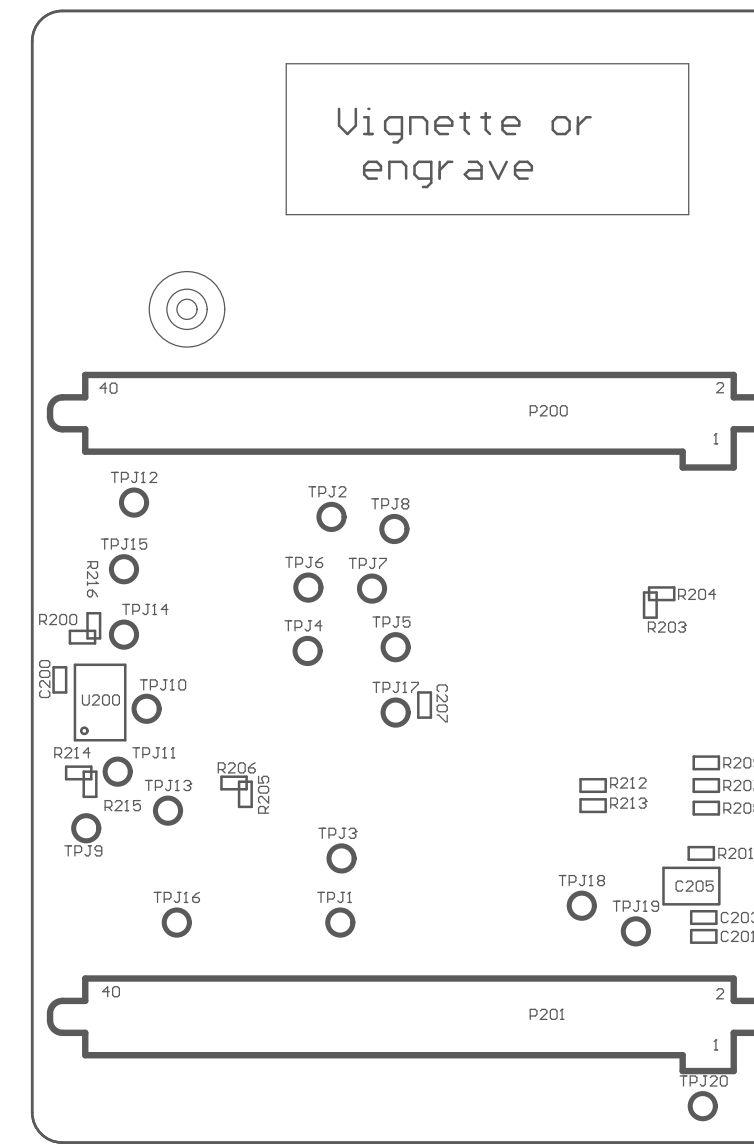 Vignette or
engrave
40
2
P200
1
TPJ12
TPJ2
TPJ8
TPJ15
TPJ6
TPJ7
R216
R204
R200
TPJ14
TPJ4
TPJ5
R203
C200
U200
TPJ10
TPJ17
C207
R214
TPJ11
R206
R205
R212
R213
R215
TPJ13
TPJ9
TPJ3
R201
TPJ18
C205
TPJ16
TPJ1
TPJ19
C203
C201
40
2
P201
1
TPJ20